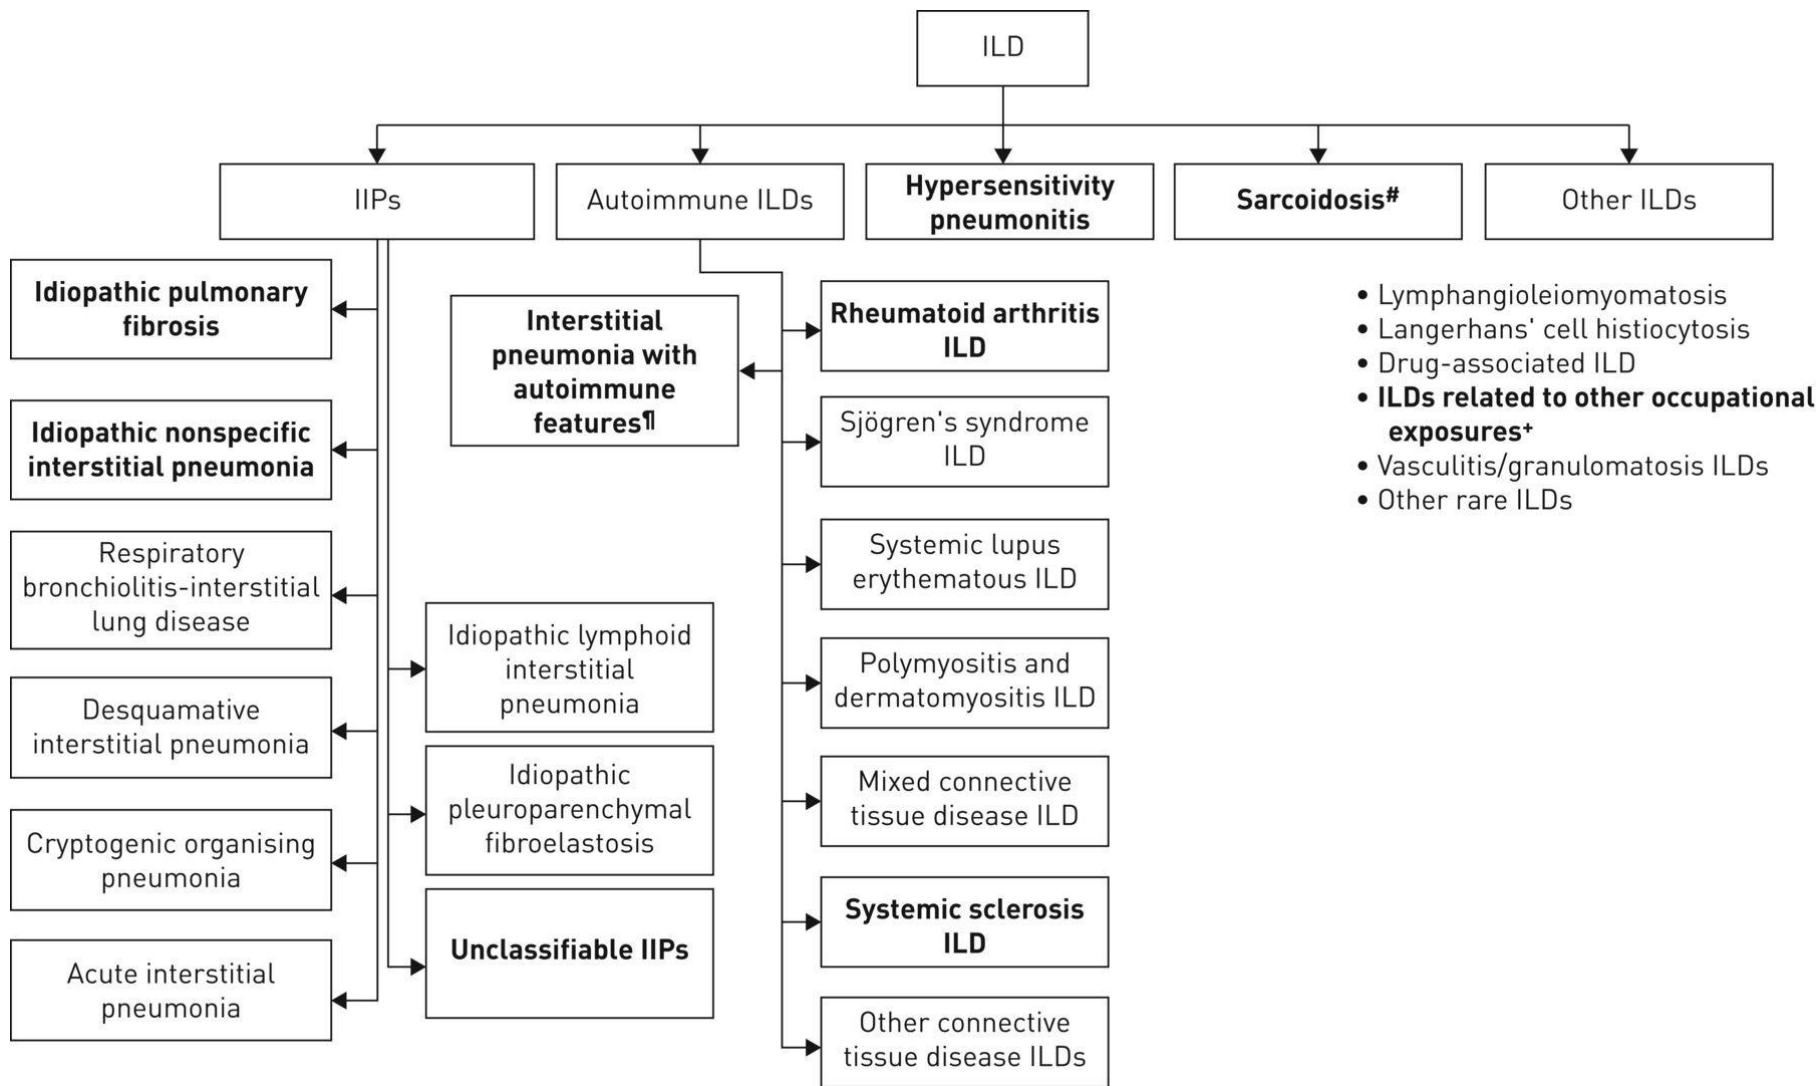 ILD
IIPs
Autoimmune ILDs
Hypersensitivity
pneumonitis
Sarcoidosis#
Other ILDs
Idiopathic pulmonary
fibrosis
Idiopathic nonspecific
interstitial pneumonia
Respiratory
bronchiolitis-interstitial
lung disease
Desquamative
interstitial pneumonia
Cryptogenic organising
pneumonia
Acute interstitial
pneumonia
Idiopathic lymphoid
interstitial
pneumonia
Idiopathic
pleuroparenchymal
fibroelastosis
Unclassifiable IIPs
Interstitial
pneumonia with
autoimmune
features¶
Rheumatoid arthritis
ILD
Sjögren's syndrome
ILD
Systemic lupus
erythematous ILD
Polymyositis and
dermatomyositis ILD
Mixed connective
tissue disease ILD
Systemic sclerosis
ILD
Other connective
tissue disease ILDs
• Lymphangioleiomyomatosis
• Langerhans' cell histiocytosis
• Drug-associated ILD
• ILDs related to other occupational
exposures+
• Vasculitis/granulomatosis ILDs
• Other rare ILDs